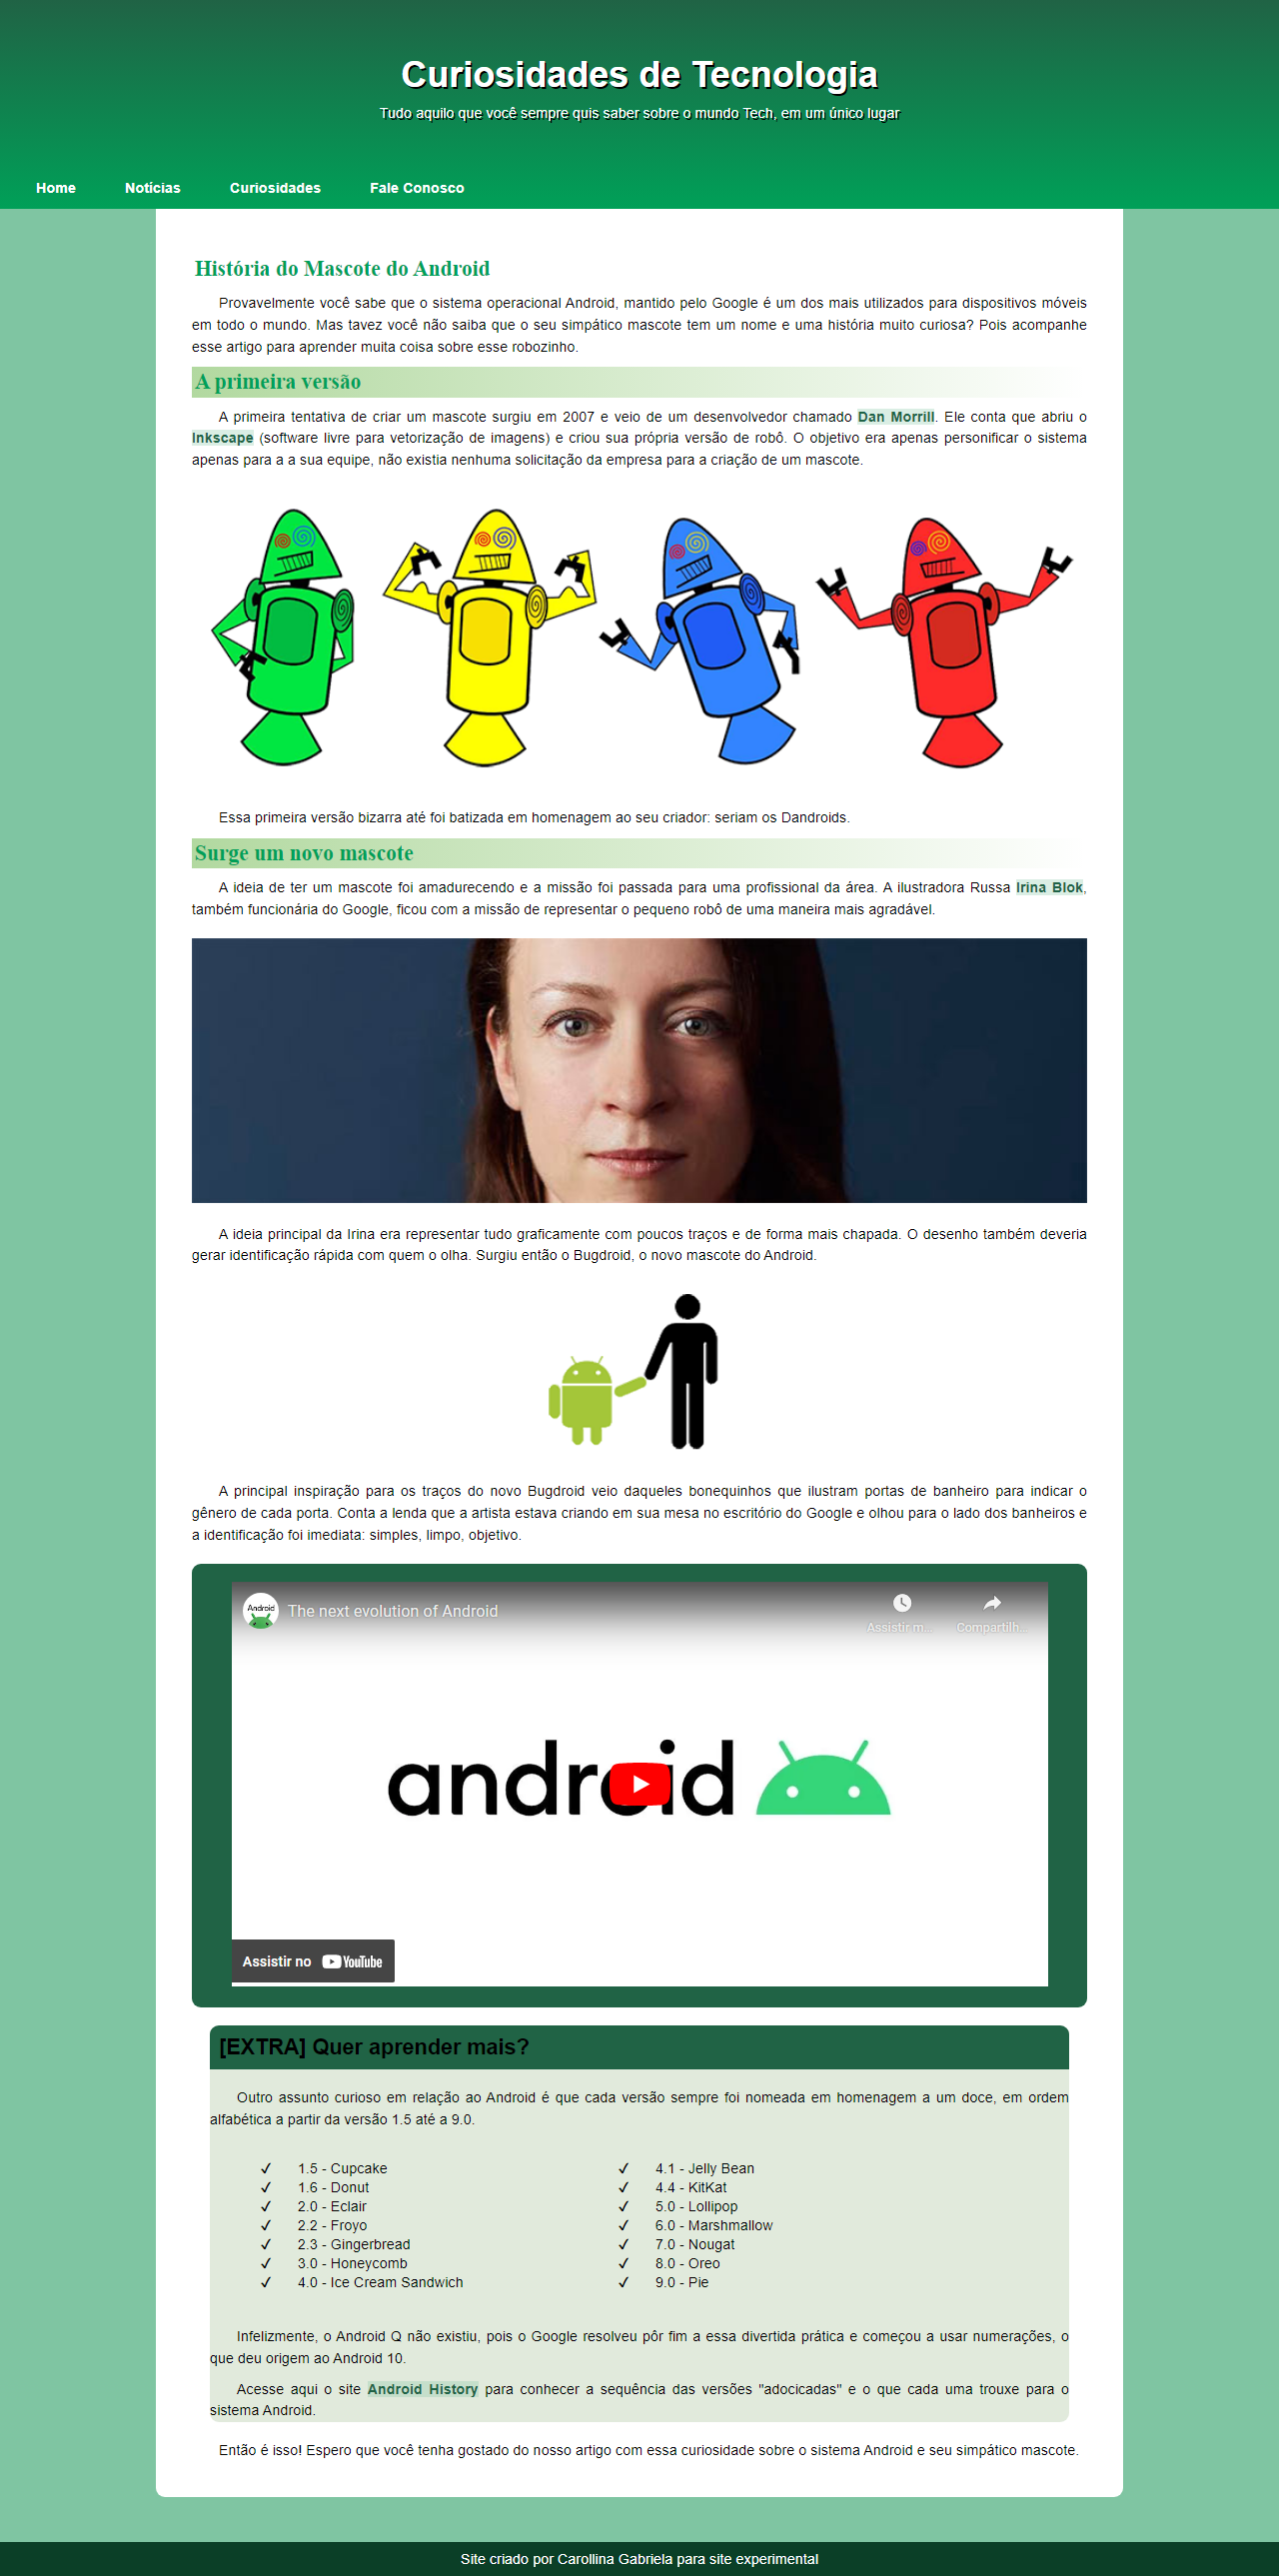 Curiosidades de Tecnologia
Tudo aquilo que você sempre quis saber sobre o mundo Tech, em um único lugar
Home Notícias Curiosidades Fale Conosco
História do Mascote do Android
Provavelmente você sabe que o sistema operacional Android, mantido pelo Google é um dos mais utilizados para dispositivos móveis
em todo o mundo. Mas tavez você não saiba que o seu simpático mascote tem um nome e uma história muito curiosa? Pois acompanhe
esse artigo para aprender muita coisa sobre esse robozinho.
A primeira versão
A primeira tentativa de criar um mascote surgiu em 2007 e veio de um desenvolvedor chamado Dan Morrill. Ele conta que abriu o
Inkscape (software livre para vetorização de imagens) e criou sua própria versão de robô. O objetivo era apenas personificar o sistema
apenas para a a sua equipe, não existia nenhuma solicitação da empresa para a criação de um mascote.
Essa primeira versão bizarra até foi batizada em homenagem ao seu criador: seriam os Dandroids.
Surge um novo mascote
A ideia de ter um mascote foi amadurecendo e a missão foi passada para uma profissional da área. A ilustradora Russa Irina Blok,
também funcionária do Google, ficou com a missão de representar o pequeno robô de uma maneira mais agradável.
A ideia principal da Irina era representar tudo graficamente com poucos traços e de forma mais chapada. O desenho também deveria
gerar identificação rápida com quem o olha. Surgiu então o Bugdroid, o novo mascote do Android.
A principal inspiração para os traços do novo Bugdroid veio daqueles bonequinhos que ilustram portas de banheiro para indicar o
gênero de cada porta. Conta a lenda que a artista estava criando em sua mesa no escritório do Google e olhou para o lado dos banheiros e
a identificação foi imediata: simples, limpo, objetivo.
Android The next evolution of Android
Assistir m... Compartilh...
android
Assistir no YouTube
[EXTRA] Quer aprender mais?
Outro assunto curioso em relação ao Android é que cada versão sempre foi nomeada em homenagem a um doce, em ordem
alfabética a partir da versão 1.5 até a 9.0.
✓ 1.5 - Cupcake
✓ 1.6 - Donut
✓ 2.0 - Eclair
✓ 2.2 - Froyo
✓ 2.3 - Gingerbread
✓ 3.0 - Honeycomb
✓ 4.0 - Ice Cream Sandwich
✓ 4.1 - Jelly Bean
✓ 4.4 - KitKat
✓ 5.0 - Lollipop
✓ 6.0 - Marshmallow
✓ 7.0 - Nougat
✓ 8.0 - Oreo
✓ 9.0 - Pie
Infelizmente, o Android Q não existiu, pois o Google resolveu pôr fim a essa divertida prática e começou a usar numerações, o
que deu origem ao Android 10.
Acesse aqui o site Android History para conhecer a sequência das versões "adocicadas" e o que cada uma trouxe para o
sistema Android.
Então é isso! Espero que você tenha gostado do nosso artigo com essa curiosidade sobre o sistema Android e seu simpático mascote.
Site criado por Carollina Gabriela para site experimental